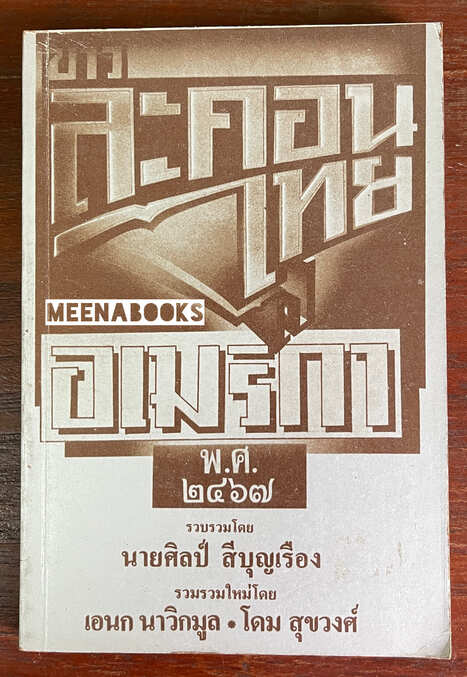 ข่าว
ละคอน
ไทย
MEENABOOKS
ดู
อเมริกา
พ.ศ.
๒๔๖๗
รวบรวมโดย
นายศิลป์ สีบุญเรือง
รวมรวมใหม่โดย
เอนก นาวิกมูล • โดม สุขวงศ์